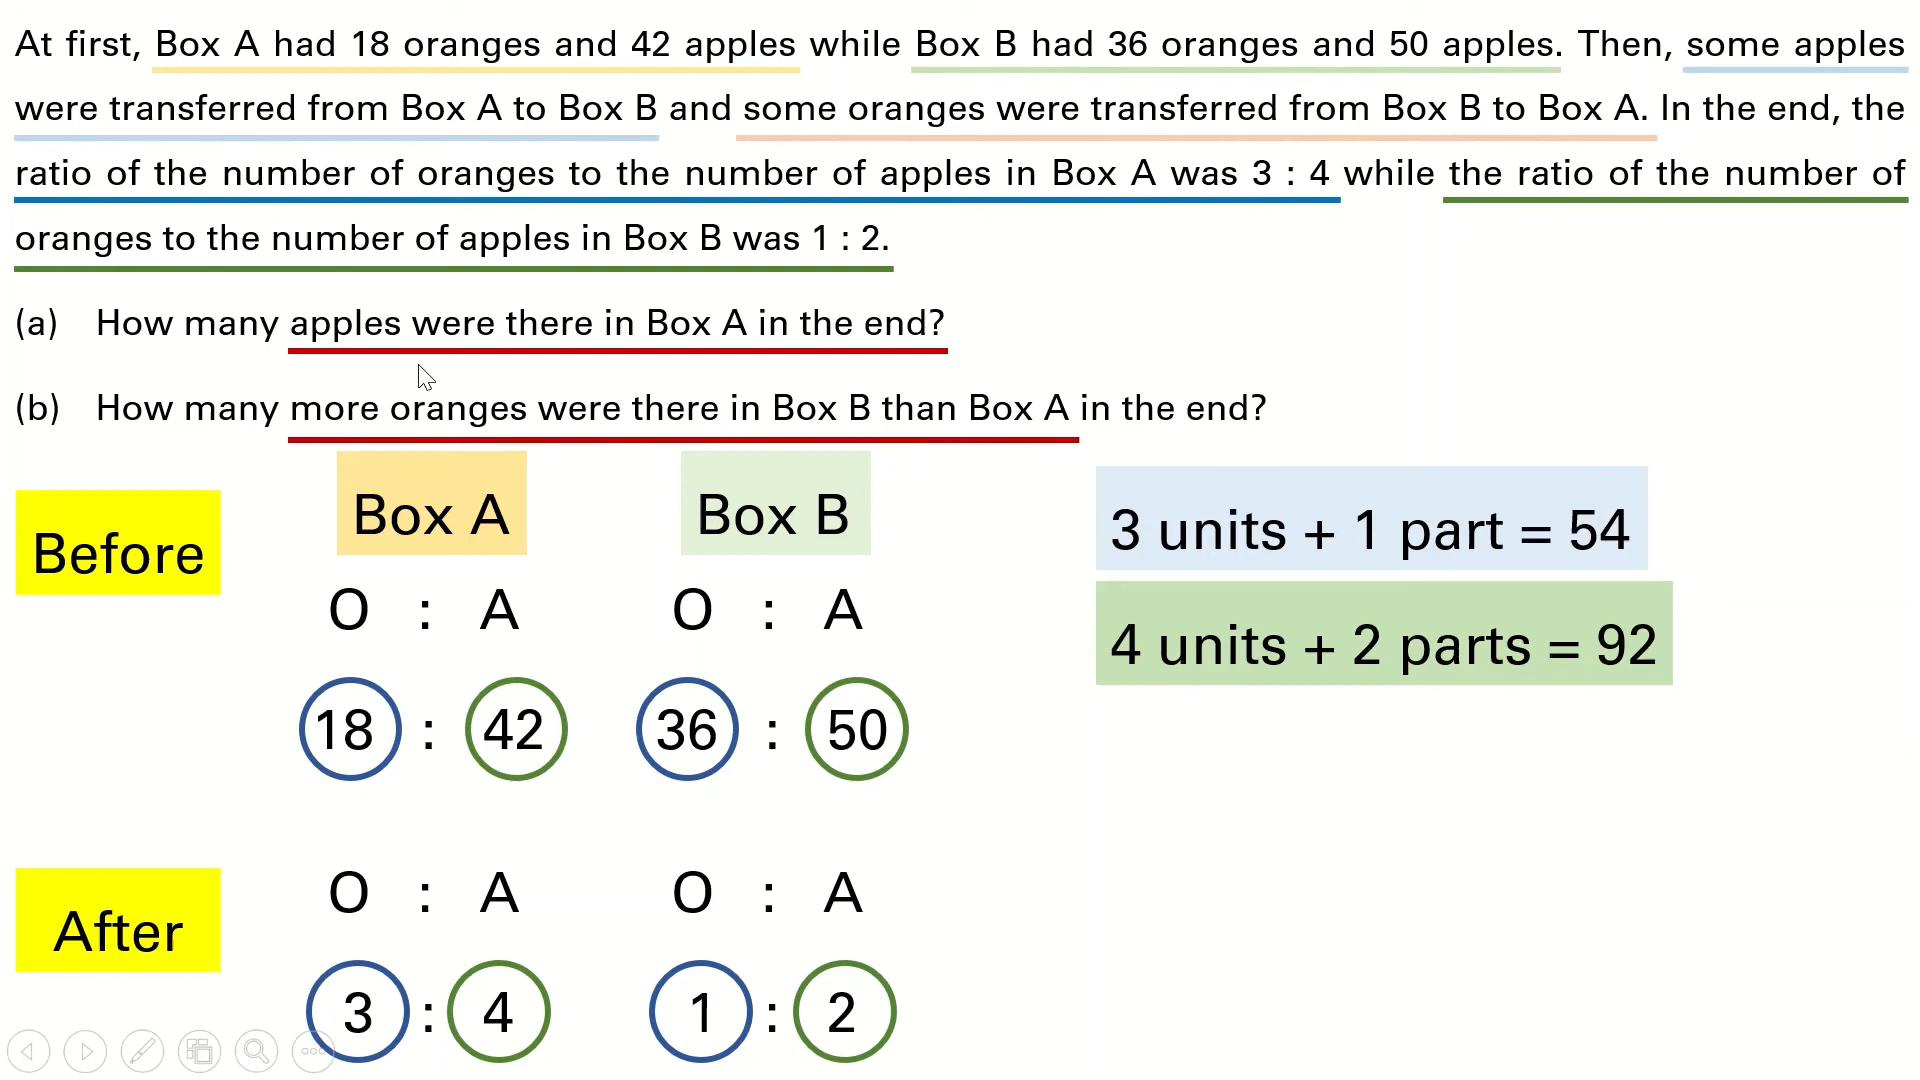 At first, Box A had 18 oranges and 42 apples while Box B had 36 oranges and 50 apples. Then, some apples
were transferred from Box A to Box B and some oranges were transferred from Box B to Box A. In the end, the
ratio of the number of oranges to the number of apples in Box A was 3 : 4 while the ratio of the number of
oranges to the number of apples in Box B was 1 : 2.
(a) How many apples were there in Box A in the end?
(b) How many more oranges were there in Box B than Box A in the end?
Before
Box A
Box B
O : A
O : A
18 : 42
36 : 50
3 units + 1 part = 54
4 units + 2 parts = 92
After
O : A
O : A
3 : 4
1 : 2